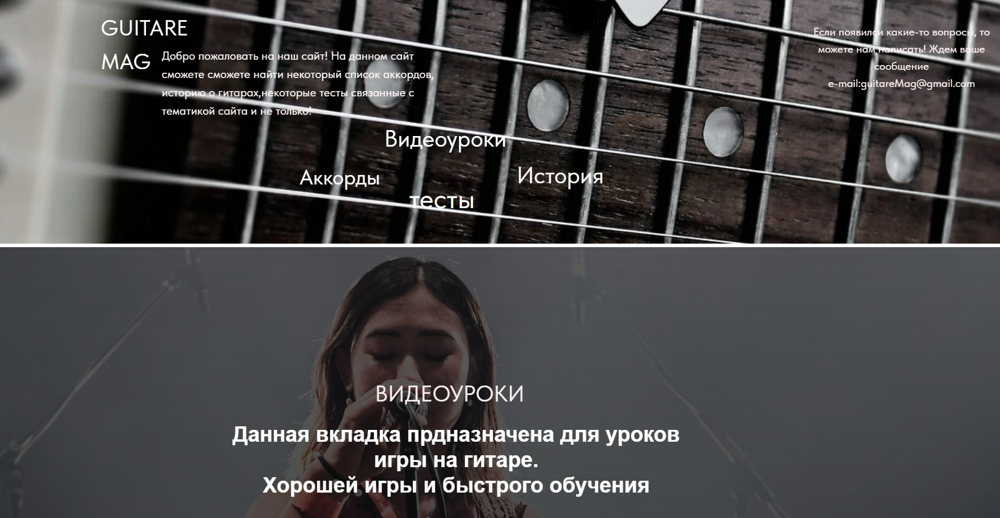 GUITARE
MAG
Добро пожаловать на наш сайт! На данном сайт
сможете сможете найти некоторый список аккордов,
историю о гитарах,некоторые тесты связанные с
тематикой сайта и не только!
Если появилси какие-то вопросы, то
можете нам написать! Ждем ваше
сообщение
e-mail:guitareMag@gmail.com
Видеоуроки
Аккорды
История
тесты
ВИДЕОУРОКИ
Данная вкладка прдназначена для уроков
игры на гитаре.
Хорошей игры и быстрого обучения